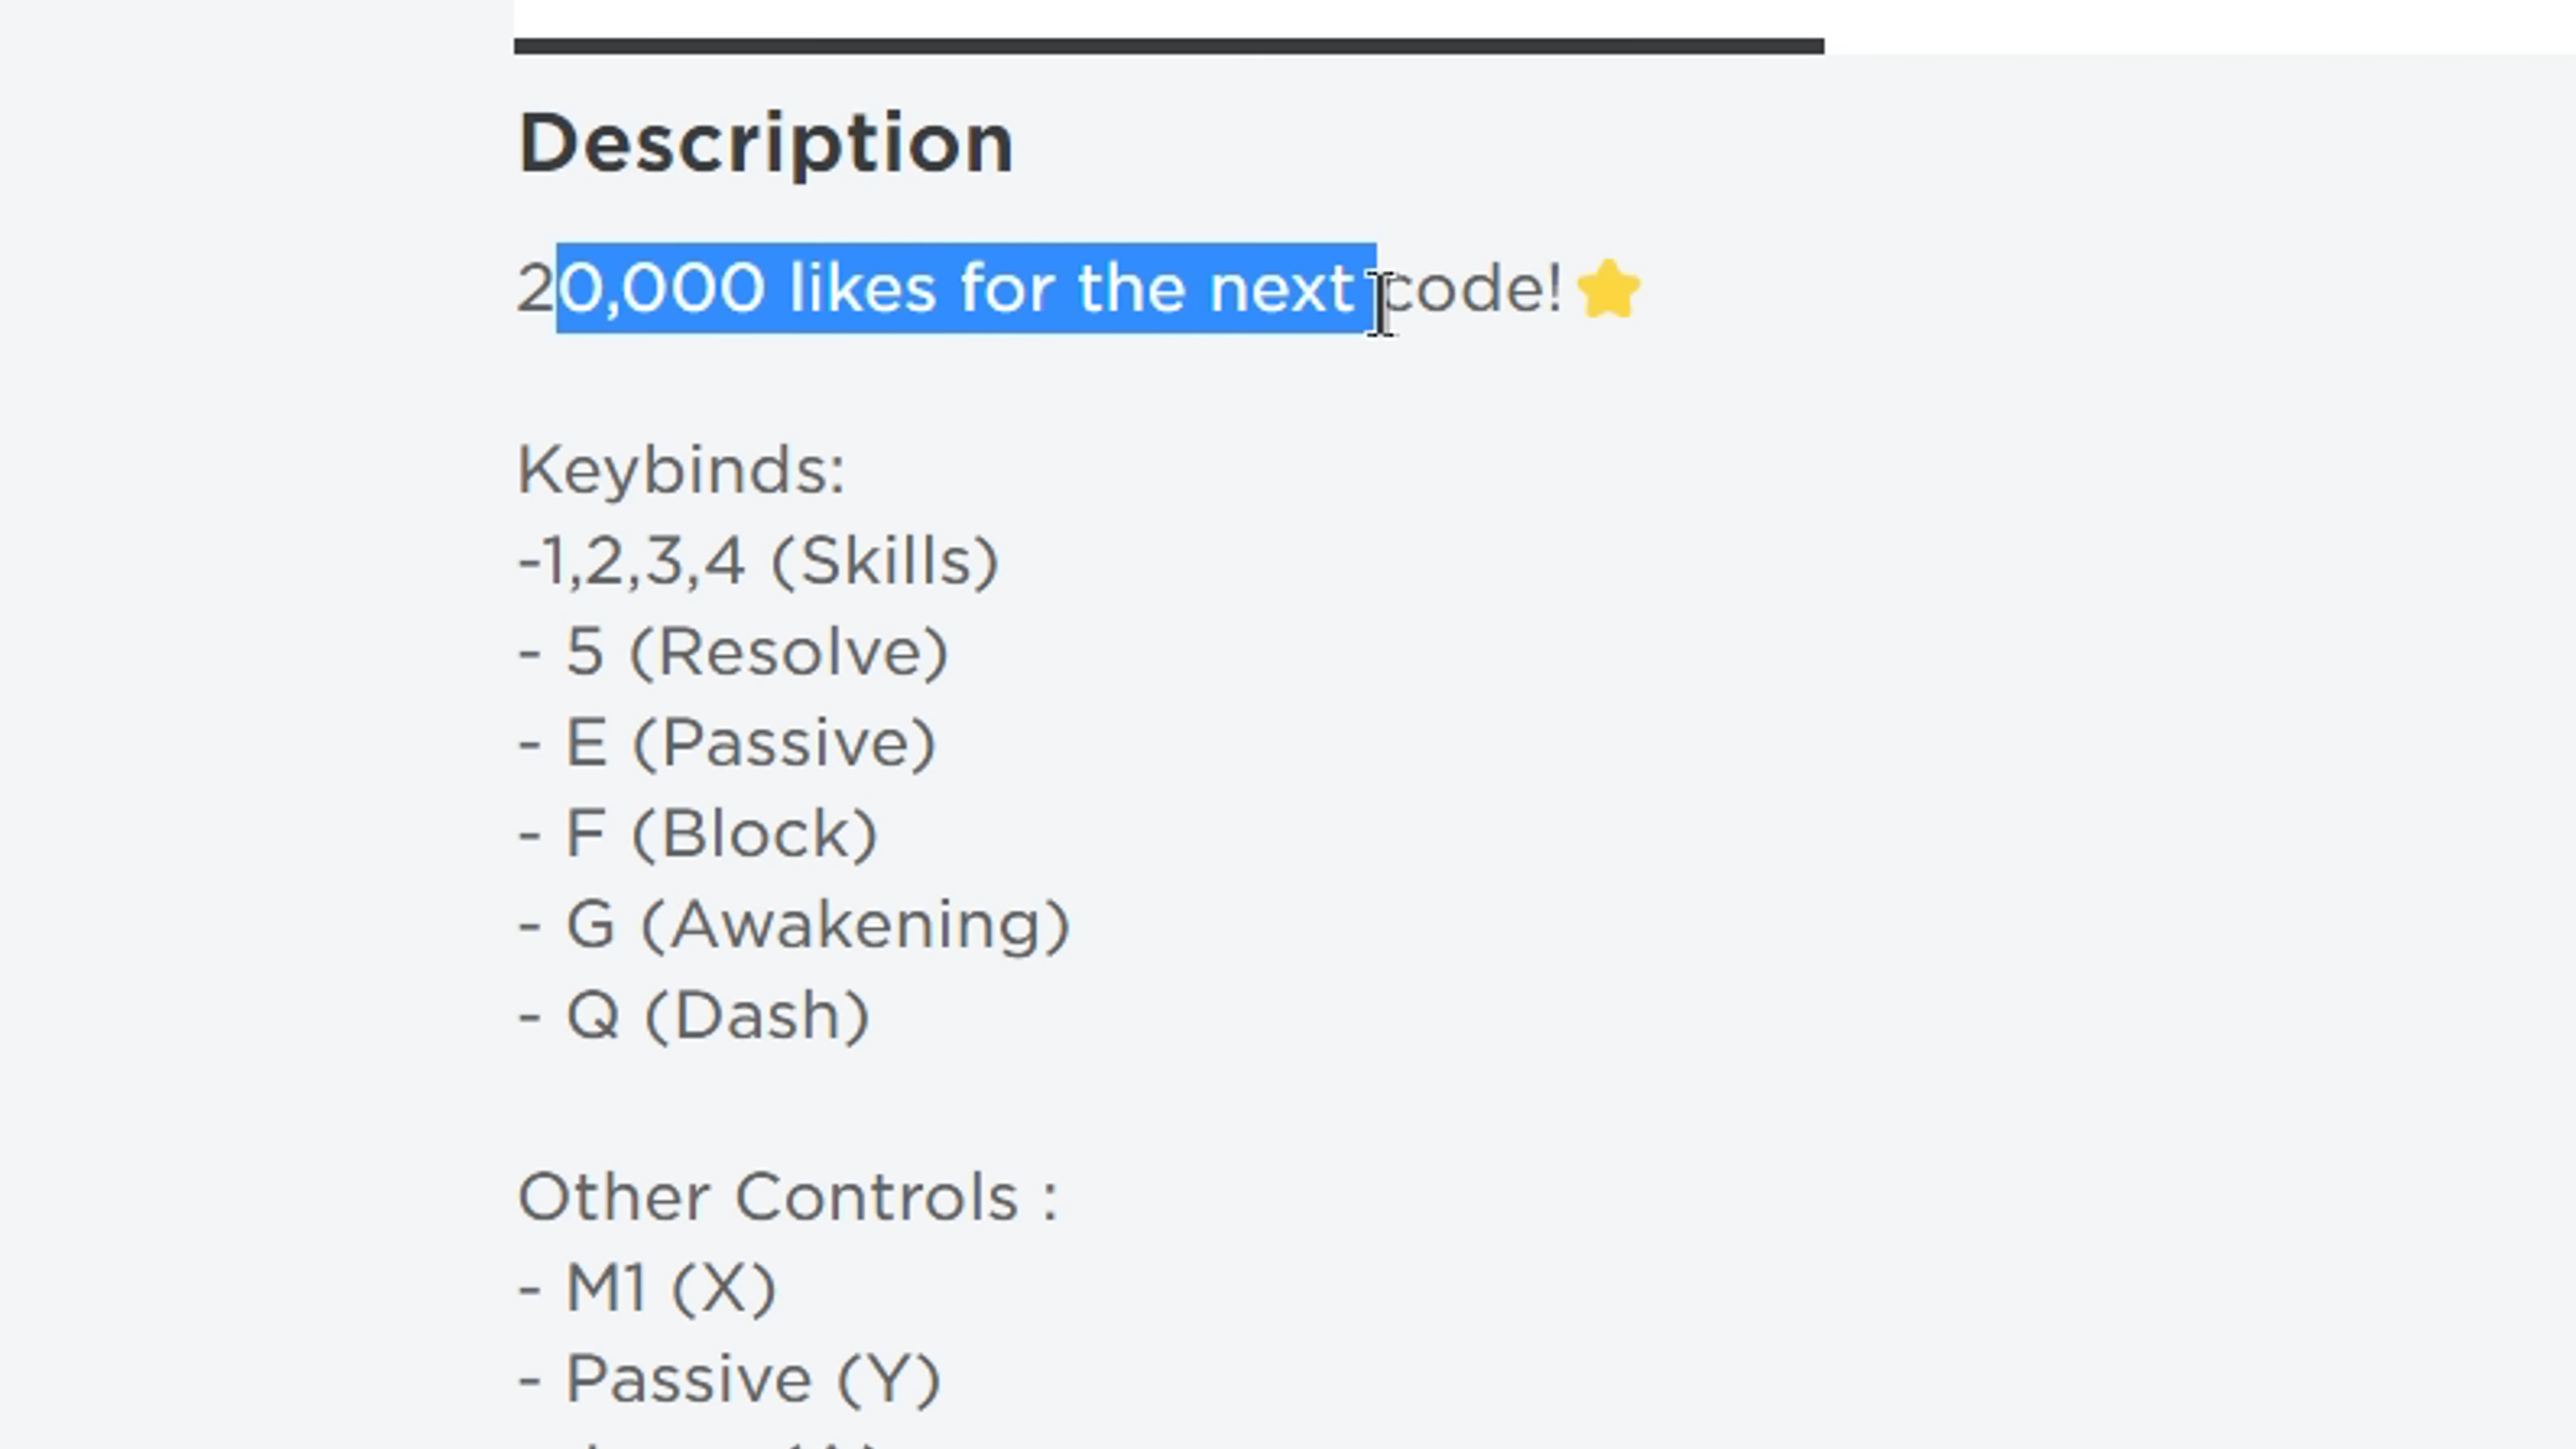 Description
20,000 likes for the next code!⭐
Keybinds:
-1,2,3,4 (Skills)
- 5 (Resolve)
- E (Passive)
- F (Block)
- G (Awakening)
- Q (Dash)
Other Controls :
- M1 (X)
- Passive (Y)